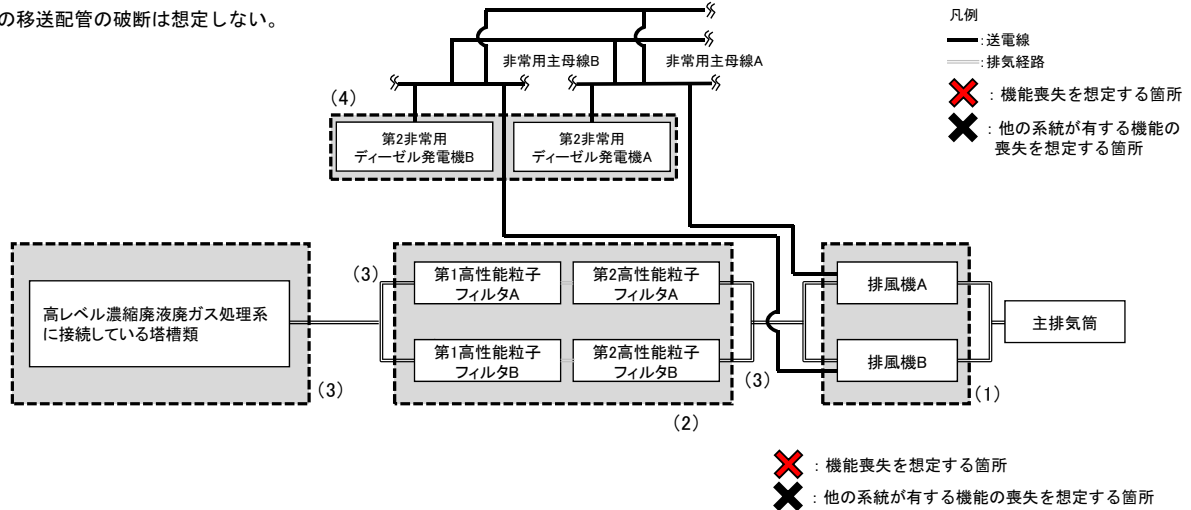 の移送配管の破断は想定しない。
凡例
:送電線
:排気経路
:機能喪失を想定する箇所
:他の系統が有する機能の
喪失を想定する箇所
非常用主母線B
非常用主母線A
(4)
第2非常用
ディーゼル発電機B
第2非常用
ディーゼル発電機A
高レベル濃縮廃液廃ガス処理系
に接続している塔槽類
(3)
(3)
第1高性能粒子
フィルタA
第2高性能粒子
フィルタA
第1高性能粒子
フィルタB
第2高性能粒子
フィルタB
(3)
(2)
排風機A
排風機B
(1)
主排気筒
:機能喪失を想定する箇所
:他の系統が有する機能の喪失を想定する箇所